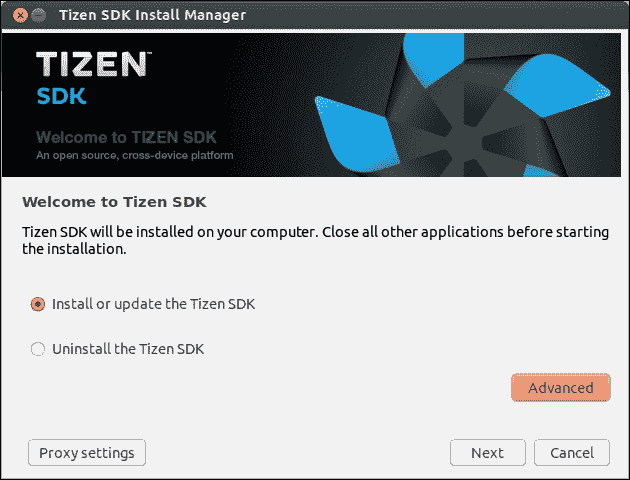 Tizen SDK Install Manager
TIZEN™
SDK
Welcome to TIZEN SDK
An open source, cross-device platform
Welcome to Tizen SDK
Tizen SDK will be installed on your computer. Close all other applications before starting
the installation.
Install or update the Tizen SDK
Uninstall the Tizen SDK
Advanced
Proxy settings
Next
Cancel